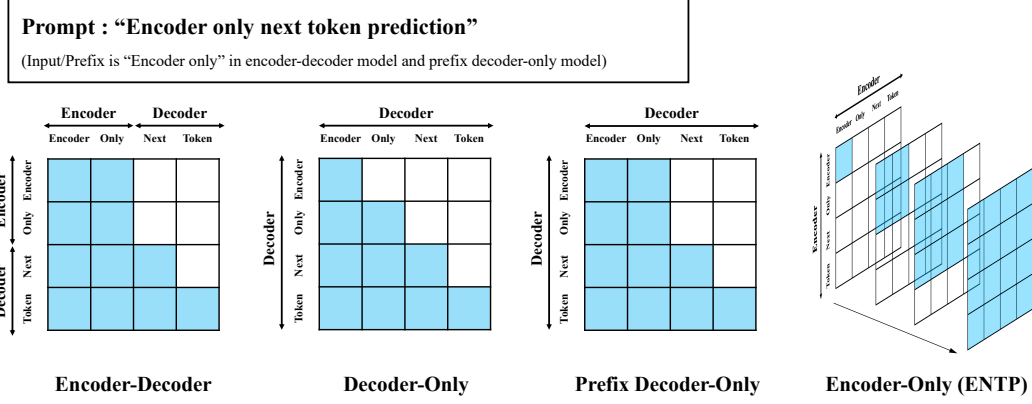 Prompt : “Encoder only next token prediction”
(Input/Prefix is “Encoder only” in encoder-decoder model and prefix decoder-only model)
Encoder Decoder
Encoder Only Next Token
Encoder
Decoder
Encoder
Only
Next
Token
Encoder-Decoder
Decoder
Encoder Only Next Token
Decoder
Encoder
Only
Next
Token
Decoder-Only
Decoder
Encoder Only Next Token
Decoder
Encoder
Only
Next
Token
Prefix Decoder-Only
Encoder
Encoder Only Next Token
Encoder
Encoder
Only
Next
Token
Encoder-Only (ENTP)